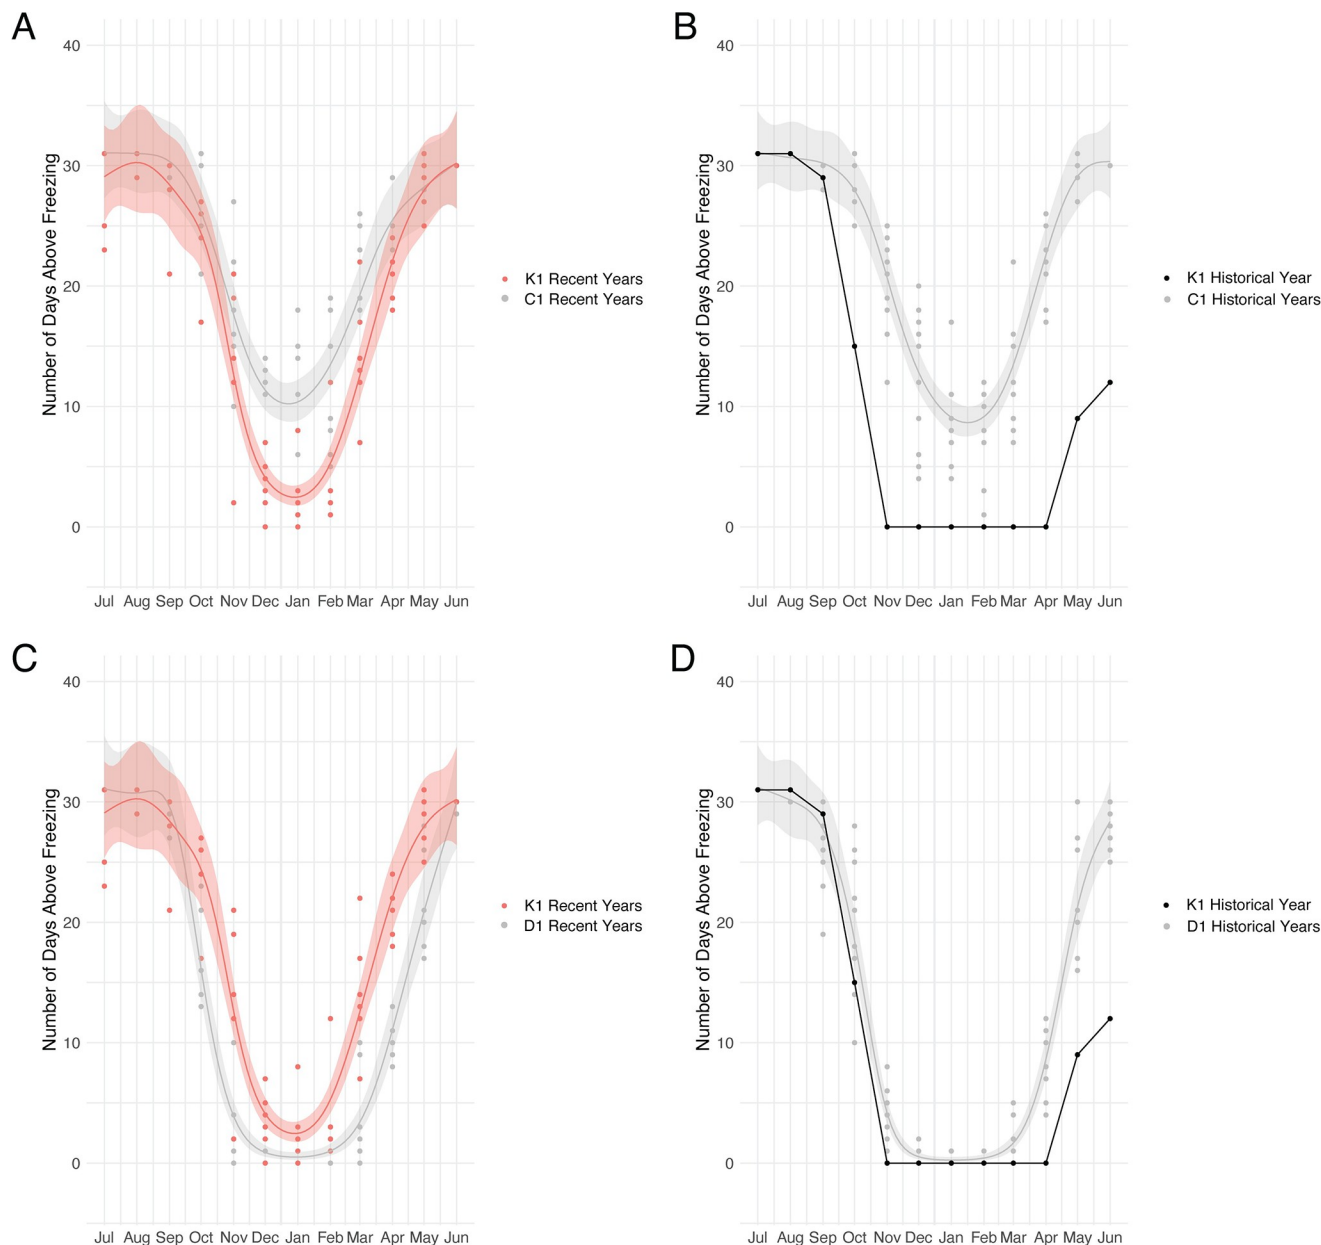 A
40
30
20
10
0
Number of Days Above Freezing
Jul Aug Sep Oct Nov Dec Jan Feb Mar Apr May Jun
K1 Recent Years
C1 Recent Years
B
40
30
20
10
0
Number of Days Above Freezing
Jul Aug Sep Oct Nov Dec Jan Feb Mar Apr May Jun
K1 Historical Year
C1 Historical Years
C
40
30
20
10
0
Number of Days Above Freezing
Jul Aug Sep Oct Nov Dec Jan Feb Mar Apr May Jun
K1 Recent Years
D1 Recent Years
D
40
30
20
10
0
Number of Days Above Freezing
Jul Aug Sep Oct Nov Dec Jan Feb Mar Apr May Jun
K1 Historical Year
D1 Historical Years